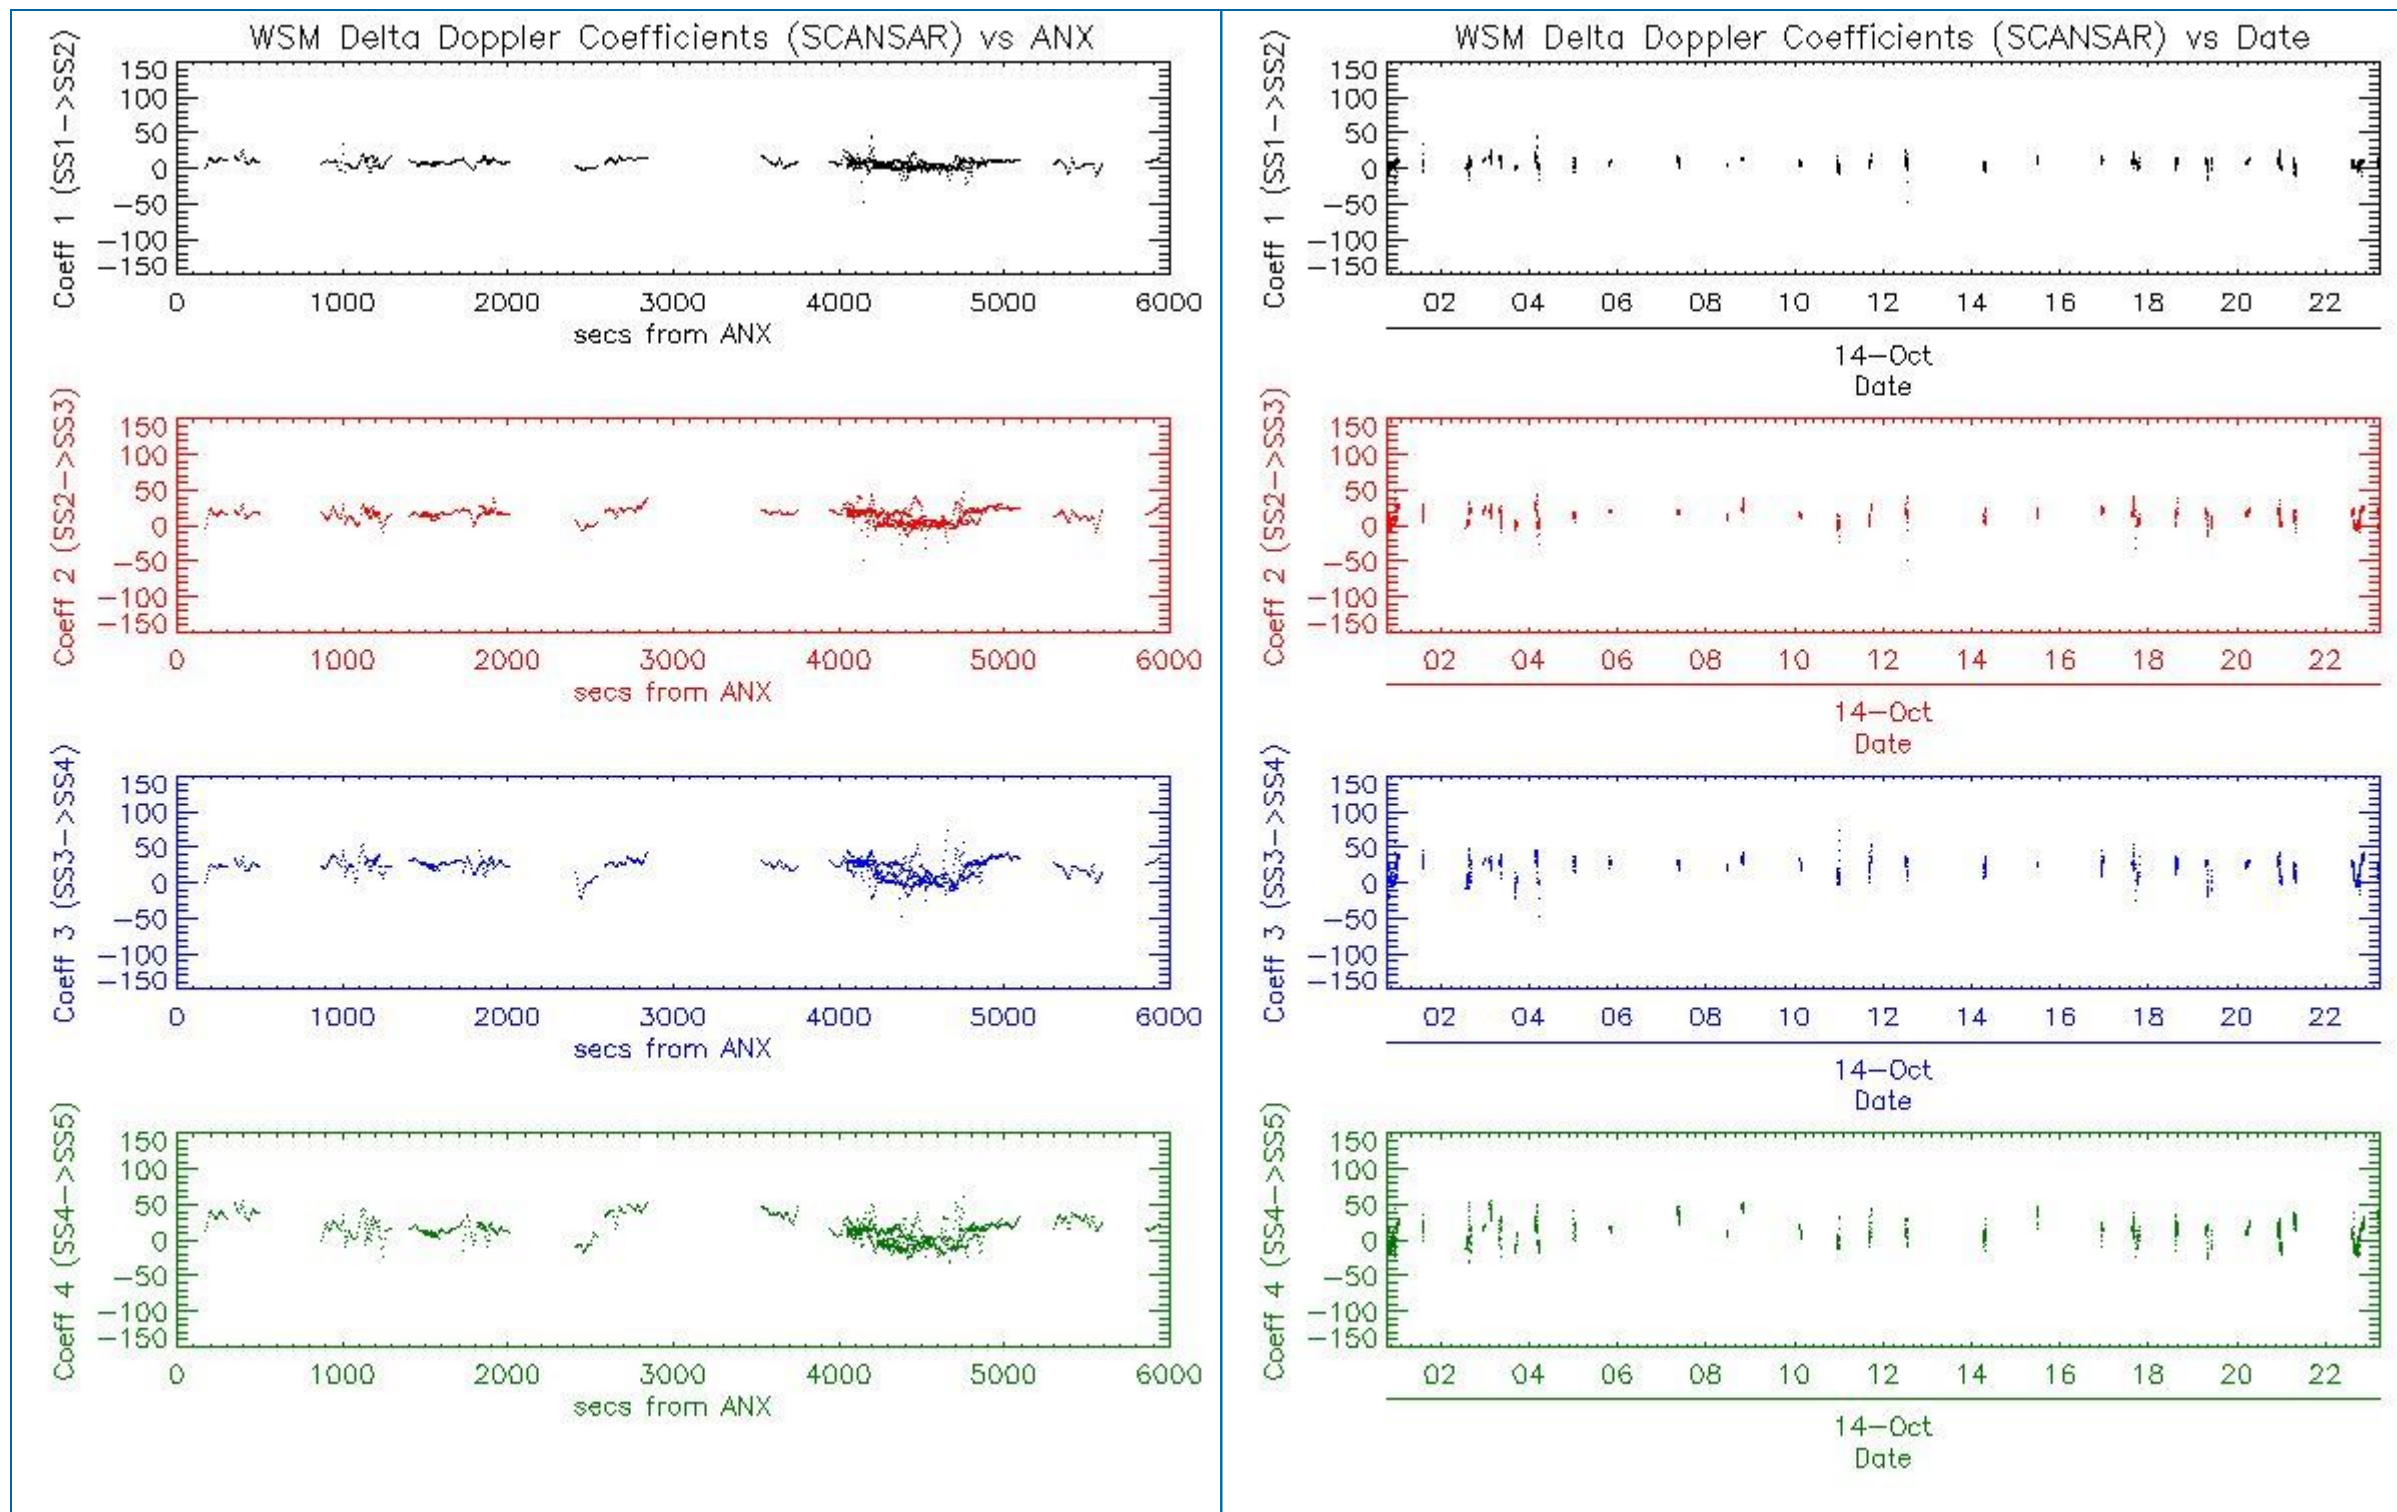 WSM Delta Doppler Coefficients (SCANSAR) vs ANX
Coeff 1 (SS1->SS2)
150
100
50
0
-50
-100
-150
0 1000 2000 3000 4000 5000 6000
secs from ANX
Coeff 2 (SS2->SS3)
150
100
50
0
-50
-100
-150
0 1000 2000 3000 4000 5000 6000
secs from ANX
Coeff 3 (SS3->SS4)
150
100
50
0
-50
-100
-150
0 1000 2000 3000 4000 5000 6000
secs from ANX
Coeff 4 (SS4->SS5)
150
100
50
0
-50
-100
-150
0 1000 2000 3000 4000 5000 6000
secs from ANX
WSM Delta Doppler Coefficients (SCANSAR) vs Date
Coeff 1 (SS1->SS2)
150
100
50
0
-50
-100
-150
02 04 06 08 10 12 14 16 18 20 22
14-Oct
Date
Coeff 2 (SS2->SS3)
150
100
50
0
-50
-100
-150
02 04 06 08 10 12 14 16 18 20 22
14-Oct
Date
Coeff 3 (SS3->SS4)
150
100
50
0
-50
-100
-150
02 04 06 08 10 12 14 16 18 20 22
14-Oct
Date
Coeff 4 (SS4->SS5)
150
100
50
0
-50
-100
-150
02 04 06 08 10 12 14 16 18 20 22
14-Oct
Date